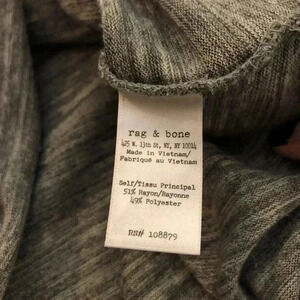 rag & bone
425 W. 13th St, NY, NY 10014
Made in Vietnam/
Fabriqué au Vietnam
Self/Tissu Principal
51% Rayon/Rayonne
49% Polyester
RN# 108879